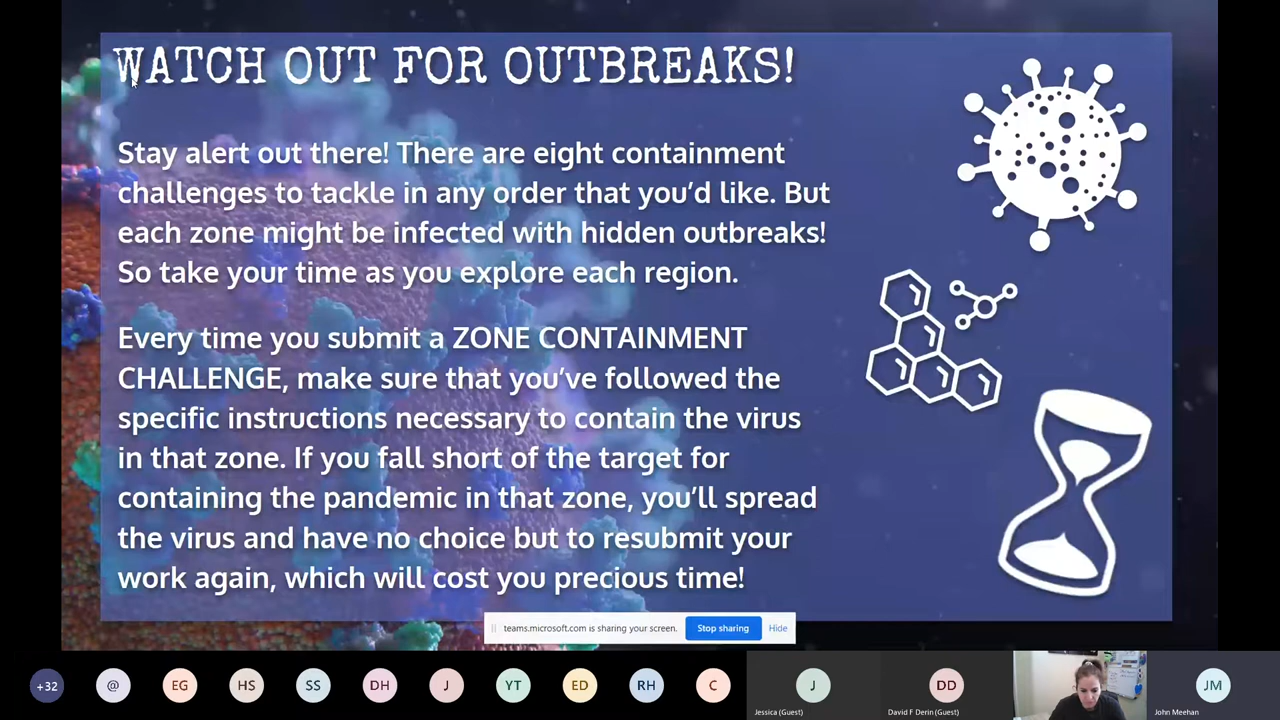 WATCH OUT FOR OUTBREAKS!
Stay alert out there! There are eight containment
challenges to tackle in any order that you’d like. But
each zone might be infected with hidden outbreaks!
So take your time as you explore each region.
Every time you submit a ZONE CONTAINMENT
CHALLENGE, make sure that you’ve followed the
specific instructions necessary to contain the virus
in that zone. If you fall short of the target for
containing the pandemic in that zone, you’ll spread
the virus and have no choice but to resubmit your
work again, which will cost you precious time!
teams.microsoft.com is sharing your screen. Stop sharing Hide
+32 @ EG HS SS DH J YT ED RH C J DD JM
Jessica (Guest) David F Derin (Guest) John Meehan